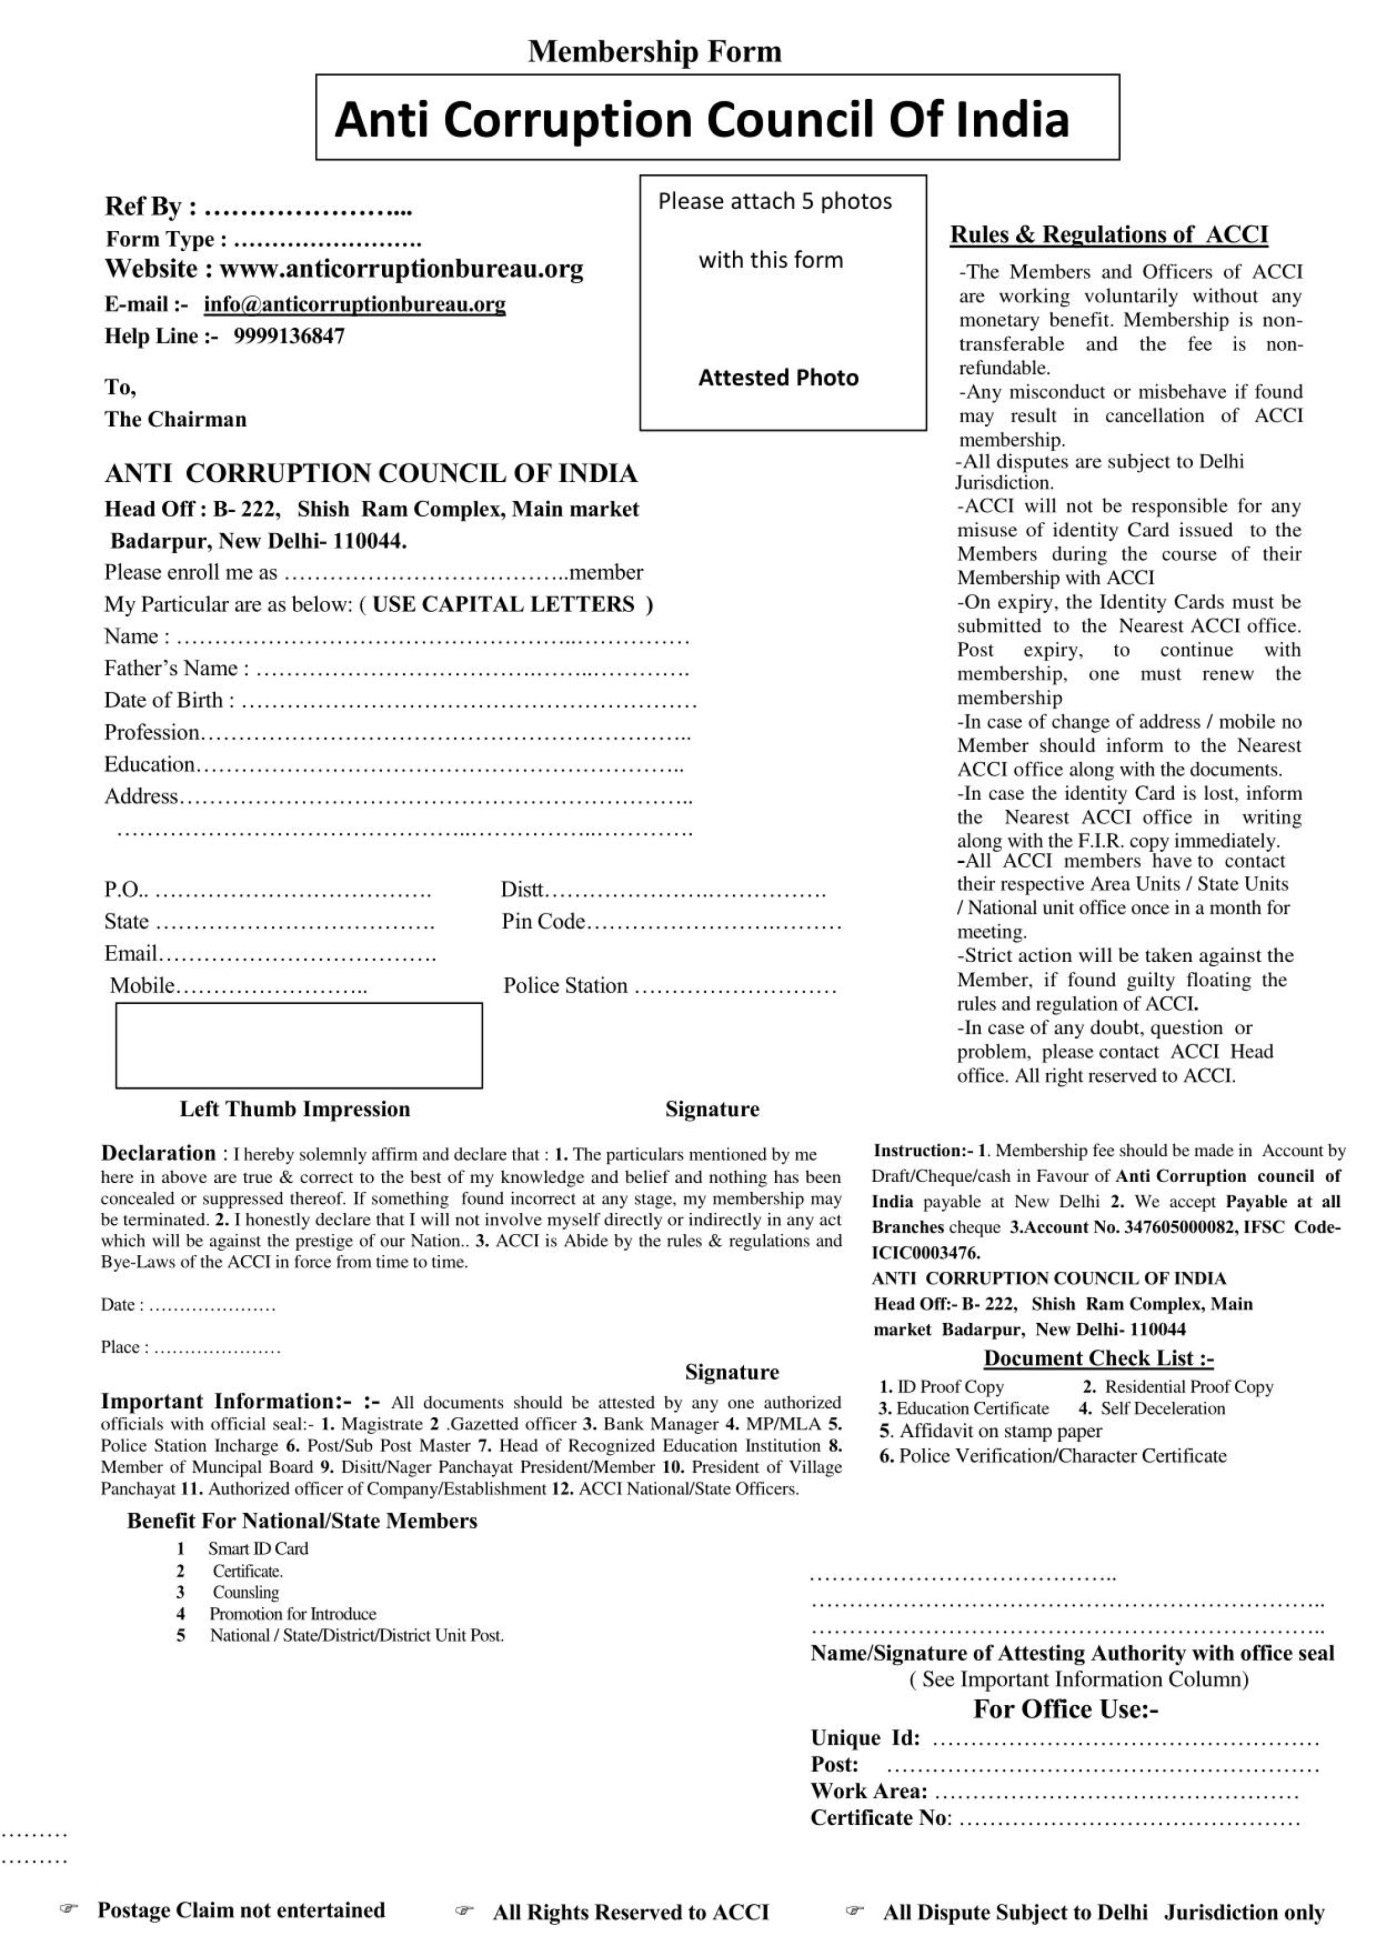 Membership Form
Anti Corruption Council Of India
Ref By : …………………...
Form Type : …………………….
Website : www.anticorruptionbureau.org
E-mail :- info@anticorruptionbureau.org
Help Line :- 9999136847
To,
The Chairman
Please attach 5 photos
with this form
Attested Photo
ANTI CORRUPTION COUNCIL OF INDIA
Head Off : B- 222, Shish Ram Complex, Main market
Badarpur, New Delhi- 110044.
Please enroll me as ………………………………..member
My Particular are as below: ( USE CAPITAL LETTERS )
Name : ……………………………………………..……………
Father’s Name : ……………………………….……..………….
Date of Birth : ……………………………………………………
Profession………………………………………………………..
Education………………………………………………………..
Address…………………………………………………………..
………………………………………..……………..………….
P.O.. ………………………………. Distt………………….……………
State ………………………………. Pin Code…………………….………
Email……………………………….
Mobile…………………….. Police Station ………………………
Left Thumb Impression Signature
Rules & Regulations of ACCI
-The Members and Officers of ACCI
are working voluntarily without any
monetary benefit. Membership is non-
transferable and the fee is non-
refundable.
-Any misconduct or misbehave if found
may result in cancellation of ACCI
membership.
-All disputes are subject to Delhi
Jurisdiction.
-ACCI will not be responsible for any
misuse of identity Card issued to the
Members during the course of their
Membership with ACCI
-On expiry, the Identity Cards must be
submitted to the Nearest ACCI office.
Post expiry, to continue with
membership, one must renew the
membership
-In case of change of address / mobile no
Member should inform to the Nearest
ACCI office along with the documents.
-In case the identity Card is lost, inform
the Nearest ACCI office in writing
along with the F.I.R. copy immediately.
-All ACCI members have to contact
their respective Area Units / State Units
/ National unit office once in a month for
meeting.
-Strict action will be taken against the
Member, if found guilty floating the
rules and regulation of ACCI.
-In case of any doubt, question or
problem, please contact ACCI Head
office. All right reserved to ACCI.
Declaration : I hereby solemnly affirm and declare that : 1. The particulars mentioned by me
here in above are true & correct to the best of my knowledge and belief and nothing has been
concealed or suppressed thereof. If something found incorrect at any stage, my membership may
be terminated. 2. I honestly declare that I will not involve myself directly or indirectly in any act
which will be against the prestige of our Nation.. 3. ACCI is Abide by the rules & regulations and
Bye-Laws of the ACCI in force from time to time.
Date : …………………
Place : …………………
Signature
Important Information:- :- All documents should be attested by any one authorized
officials with official seal:- 1. Magistrate 2 .Gazetted officer 3. Bank Manager 4. MP/MLA 5.
Police Station Incharge 6. Post/Sub Post Master 7. Head of Recognized Education Institution 8.
Member of Muncipal Board 9. Disitt/Nager Panchayat President/Member 10. President of Village
Panchayat 11. Authorized officer of Company/Establishment 12. ACCI National/State Officers.
Benefit For National/State Members
1 Smart ID Card
2 Certificate.
3 Counsling
4 Promotion for Introduce
5 National / State/District/District Unit Post.
Instruction:- 1. Membership fee should be made in Account by
Draft/Cheque/cash in Favour of Anti Corruption council of
India payable at New Delhi 2. We accept Payable at all
Branches cheque 3.Account No. 347605000082, IFSC Code-
ICIC0003476.
ANTI CORRUPTION COUNCIL OF INDIA
Head Off:- B- 222, Shish Ram Complex, Main
market Badarpur, New Delhi- 110044
Document Check List :-
1. ID Proof Copy 2. Residential Proof Copy
3. Education Certificate 4. Self Deceleration
5. Affidavit on stamp paper
6. Police Verification/Character Certificate
…………………………………..
…………………………………………………………..
…………………………………………………………..
Name/Signature of Attesting Authority with office seal
( See Important Information Column)
For Office Use:-
Unique Id: ……………………………………………
Post: …………………………………………………
Work Area: …………………………………………
Certificate No: ………………………………………
………
………
☞ Postage Claim not entertained ☞ All Rights Reserved to ACCI ☞ All Dispute Subject to Delhi Jurisdiction only